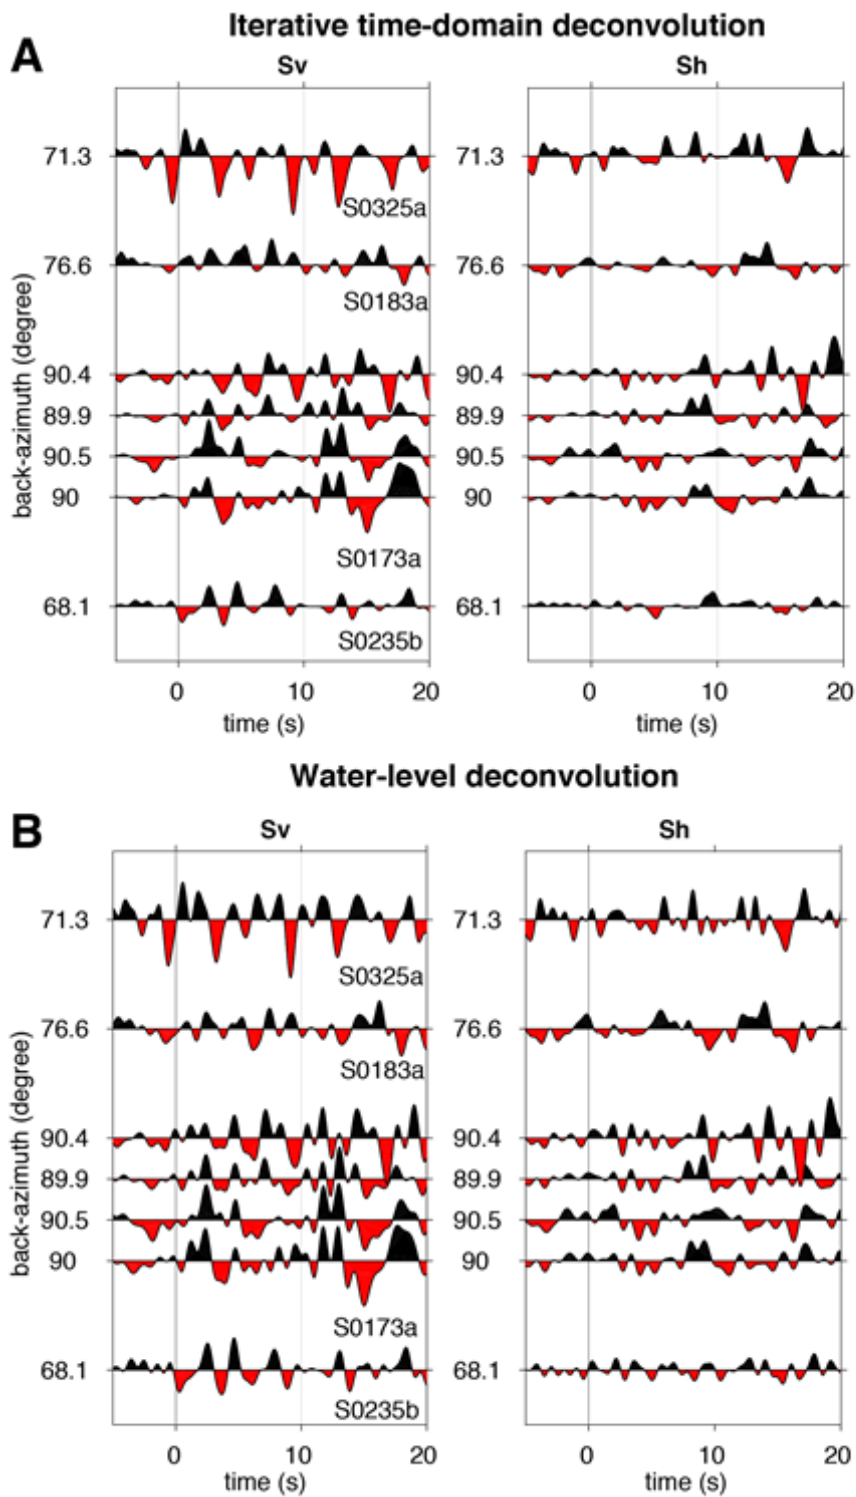 Iterative time-domain deconvolution
A
Sv Sh
71.3 71.3
S0325a
76.6 76.6
S0183a
90.4 90.4
89.9 89.9
90.5 90.5
90 90
S0173a
68.1 68.1
S0235b
back-azimuth (degree)
0 10 20 0 10 20
time (s) time (s)
Water-level deconvolution
B
Sv Sh
71.3 71.3
S0325a
76.6 76.6
S0183a
90.4 90.4
89.9 89.9
90.5 90.5
90 90
S0173a
68.1 68.1
S0235b
back-azimuth (degree)
0 10 20 0 10 20
time (s) time (s)